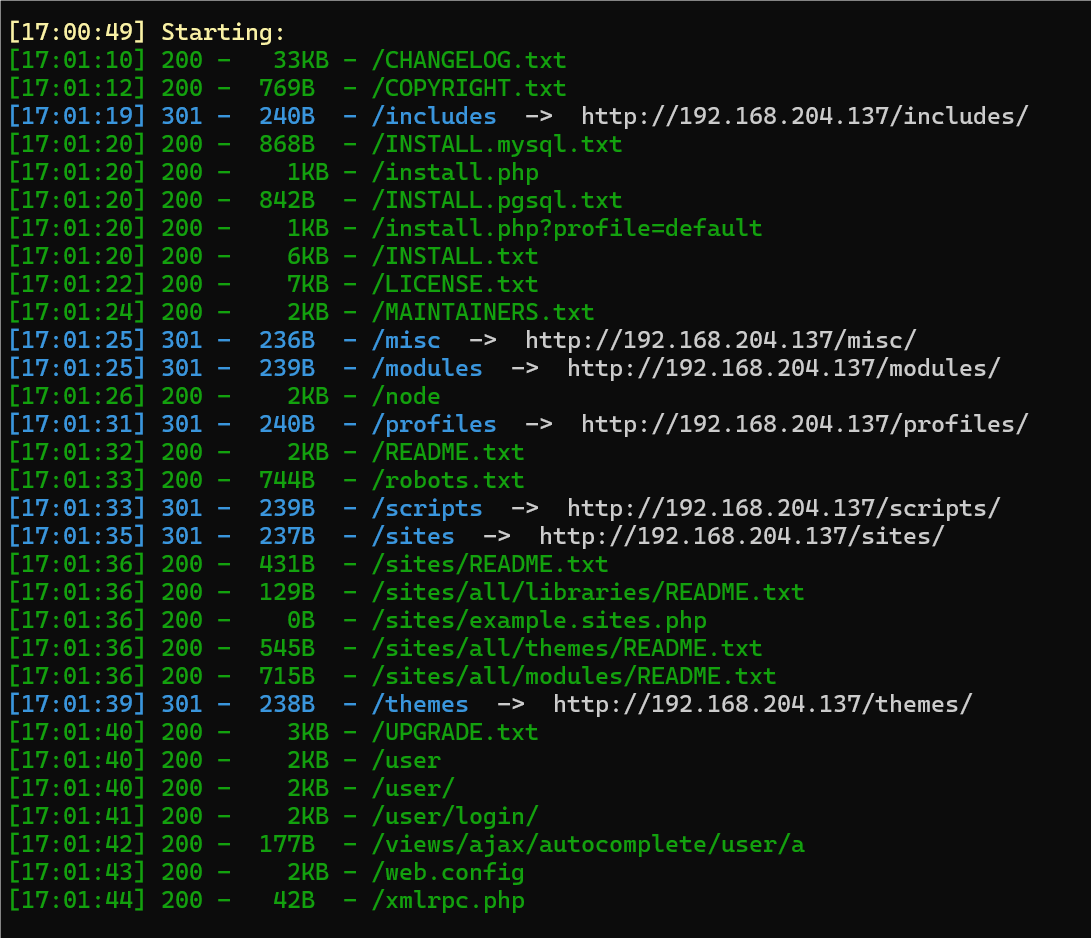 [17:00:49] Starting:
[17:01:10] 200 -   33KB - /CHANGELOG.txt
[17:01:12] 200 -  769B  - /COPYRIGHT.txt
[17:01:19] 301 -  240B  - /includes  ->  http://192.168.204.137/includes/
[17:01:20] 200 -  868B  - /INSTALL.mysql.txt
[17:01:20] 200 -    1KB - /install.php
[17:01:20] 200 -  842B  - /INSTALL.pgsql.txt
[17:01:20] 200 -    1KB - /install.php?profile=default
[17:01:20] 200 -    6KB - /INSTALL.txt
[17:01:22] 200 -    7KB - /LICENSE.txt
[17:01:24] 200 -    2KB - /MAINTAINERS.txt
[17:01:25] 301 -  236B  - /misc  ->  http://192.168.204.137/misc/
[17:01:25] 301 -  239B  - /modules  ->  http://192.168.204.137/modules/
[17:01:26] 200 -    2KB - /node
[17:01:31] 301 -  240B  - /profiles  ->  http://192.168.204.137/profiles/
[17:01:32] 200 -    2KB - /README.txt
[17:01:33] 200 -  744B  - /robots.txt
[17:01:33] 301 -  239B  - /scripts  ->  http://192.168.204.137/scripts/
[17:01:35] 301 -  237B  - /sites  ->  http://192.168.204.137/sites/
[17:01:36] 200 -  431B  - /sites/README.txt
[17:01:36] 200 -  129B  - /sites/all/libraries/README.txt
[17:01:36] 200 -    0B  - /sites/example.sites.php
[17:01:36] 200 -  545B  - /sites/all/themes/README.txt
[17:01:36] 200 -  715B  - /sites/all/modules/README.txt
[17:01:39] 301 -  238B  - /themes  ->  http://192.168.204.137/themes/
[17:01:40] 200 -    3KB - /UPGRADE.txt
[17:01:40] 200 -    2KB - /user
[17:01:40] 200 -    2KB - /user/
[17:01:41] 200 -    2KB - /user/login/
[17:01:42] 200 -  177B  - /views/ajax/autocomplete/user/a
[17:01:43] 200 -    2KB - /web.config
[17:01:44] 200 -   42B  - /xmlrpc.php